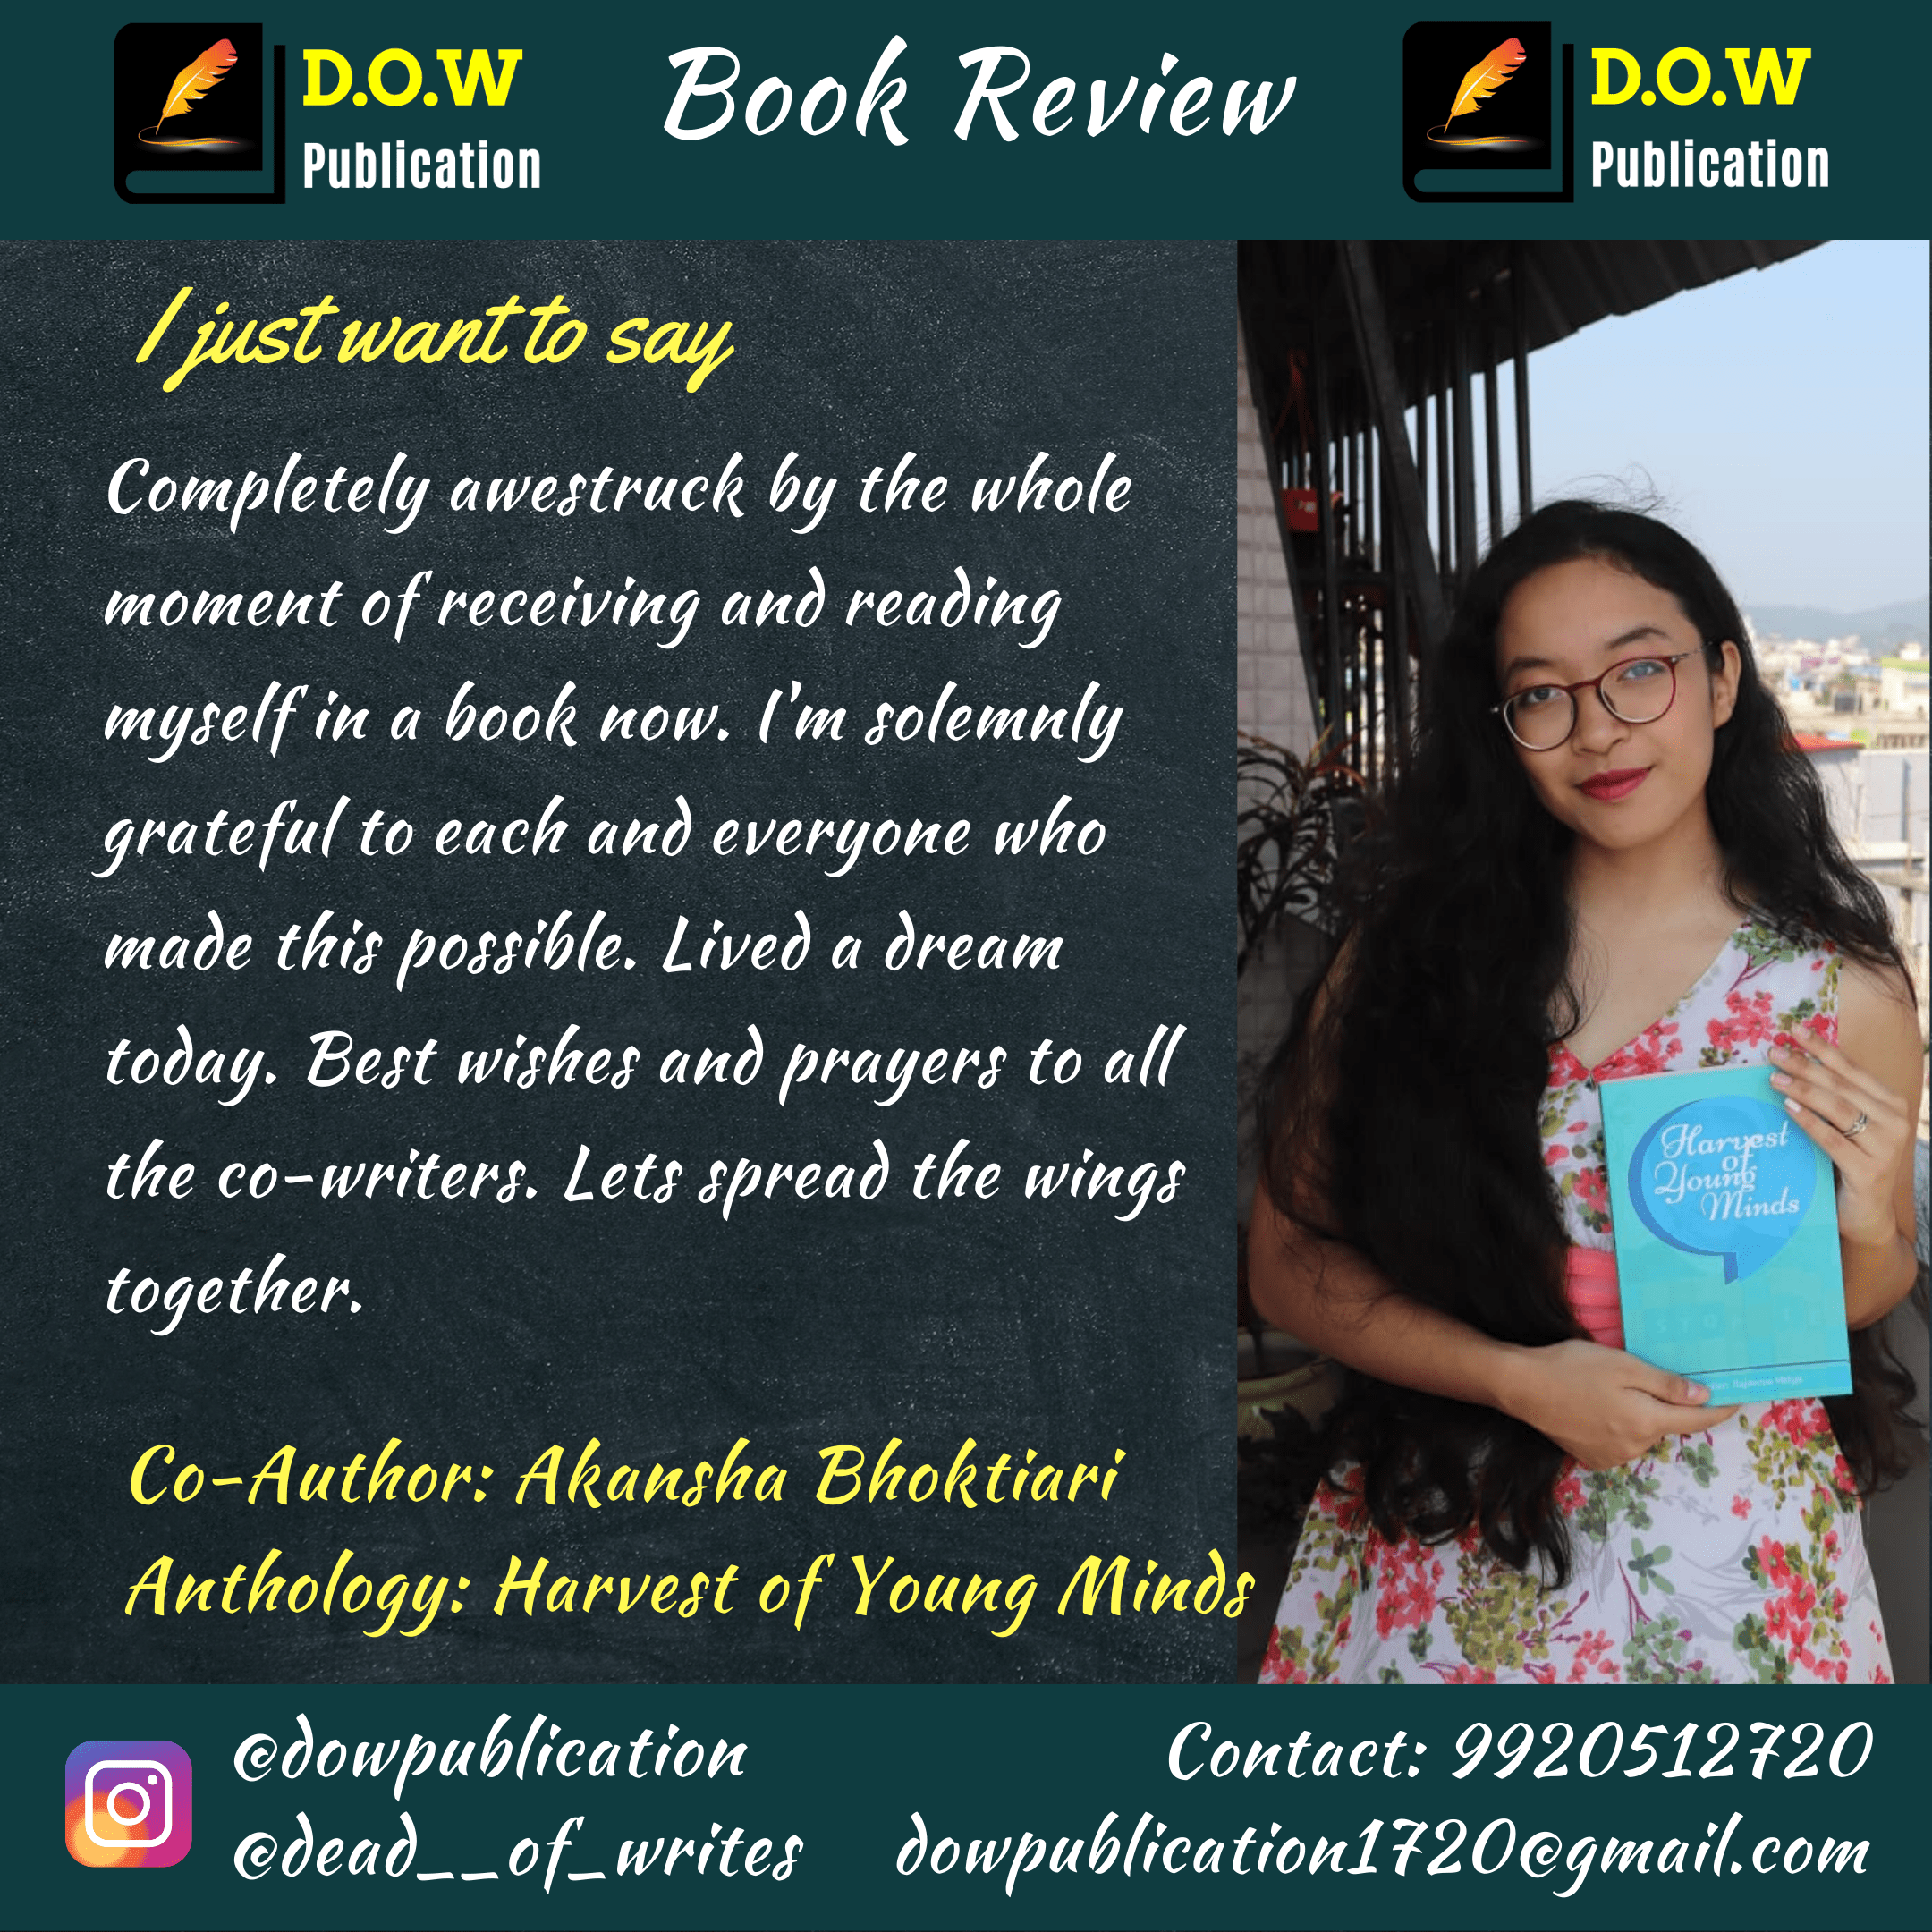 D.O.W
Publication
Book Review
D.O.W
Publication
I just want to say
Completely awestruck by the whole
moment of receiving and reading
myself in a book now. I'm solemnly
grateful to each and everyone who
made this possible. Lived a dream
today. Best wishes and prayers to all
the co-writers. Lets spread the wings
together.
Co-Author: Akansha Bhoktiari
Anthology: Harvest of Young Minds
Harvest
of
Young
Minds
@dowpublication
@dead__of_writes
Contact: 9920512720
dowpublication1720@gmail.com